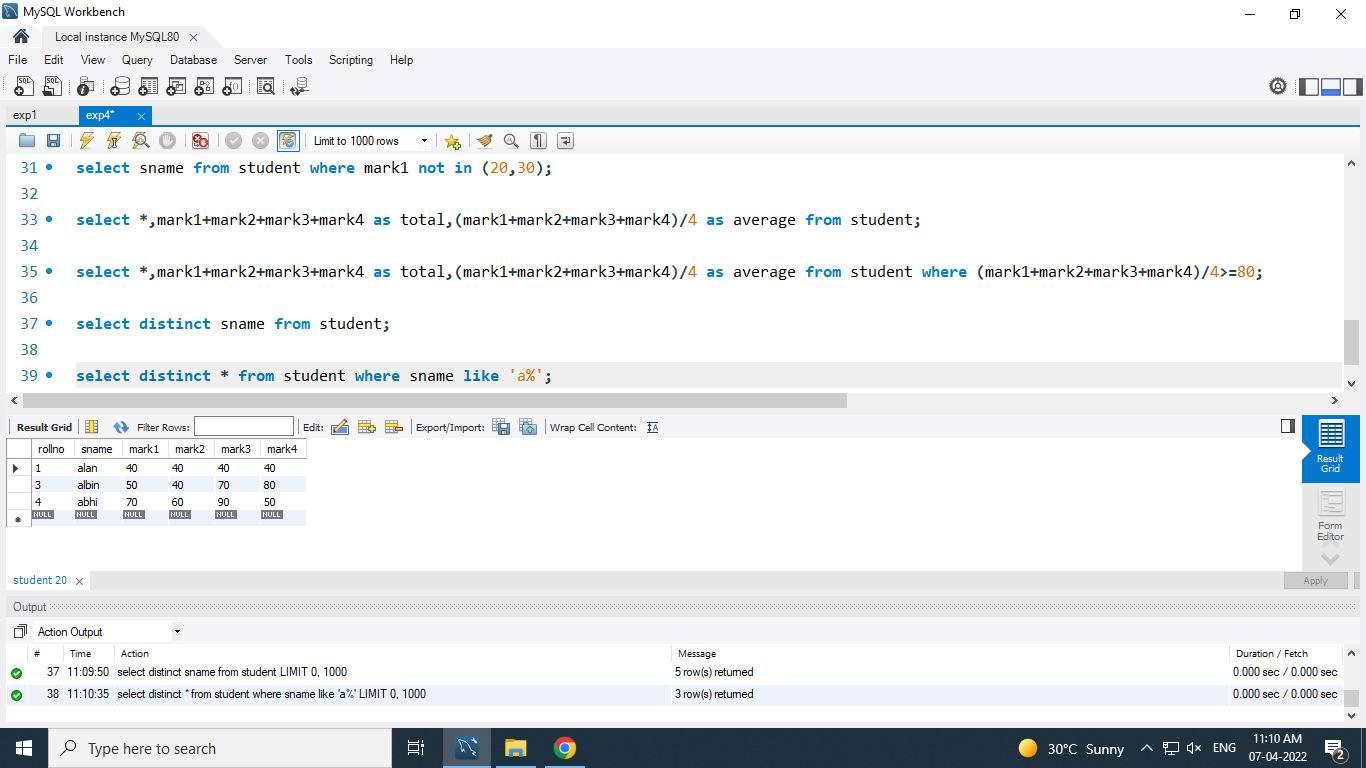 MySQL Workbench
Local instance MySQL80
File Edit View Query Database Server Tools Scripting Help
exp1 exp4*
Limit to 1000 rows
31 select sname from student where mark1 not in (20,30);
32
33 select *,mark1+mark2+mark3+mark4 as total,(mark1+mark2+mark3+mark4)/4 as average from student;
34
35 select *,mark1+mark2+mark3+mark4 as total,(mark1+mark2+mark3+mark4)/4 as average from student where (mark1+mark2+mark3+mark4)/4>=80;
36
37 select distinct sname from student;
38
39 select distinct * from student where sname like 'a%';
Result Grid Filter Rows: Edit: Export/Import: Wrap Cell Content: IA
rollno sname mark1 mark2 mark3 mark4
1 alan 40 40 40 40
3 albin 50 40 70 80
4 abhi 70 60 90 50
NULL NULL NULL NULL NULL NULL
Result
Grid
Form
Editor
student 20
Apply
Output
Action Output
# Time Action Message Duration / Fetch
37 11:09:50 select distinct sname from student LIMIT 0, 1000 5 row(s) returned 0.000 sec / 0.000 sec
38 11:10:35 select distinct * from student where sname like 'a%' LIMIT 0, 1000 3 row(s) returned 0.000 sec / 0.000 sec
Type here to search
30°C Sunny
ENG
11:10 AM
07-04-2022
2